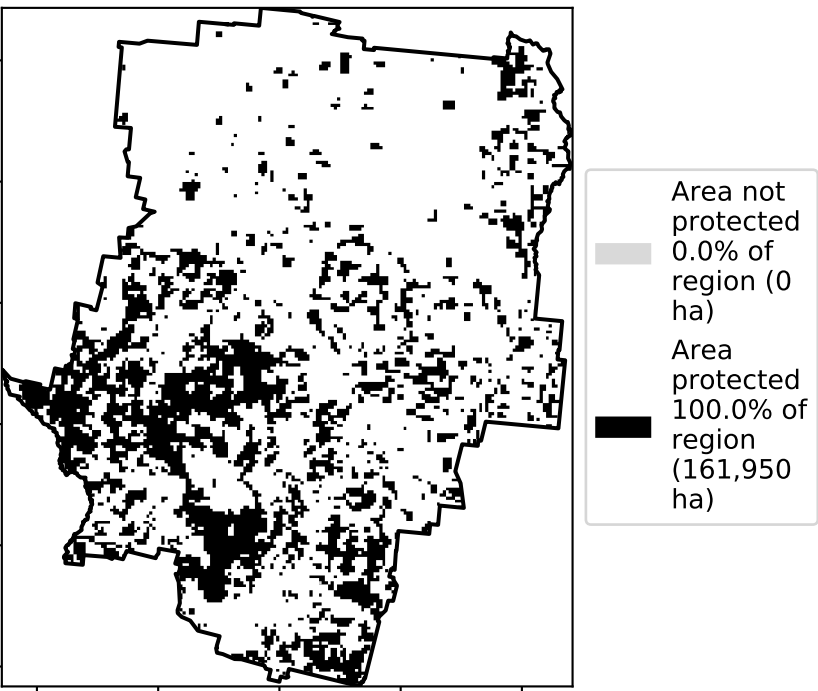 Area not
protected
0.0% of
region (0
ha)
Area
protected
100.0% of
region
(161,950
ha)